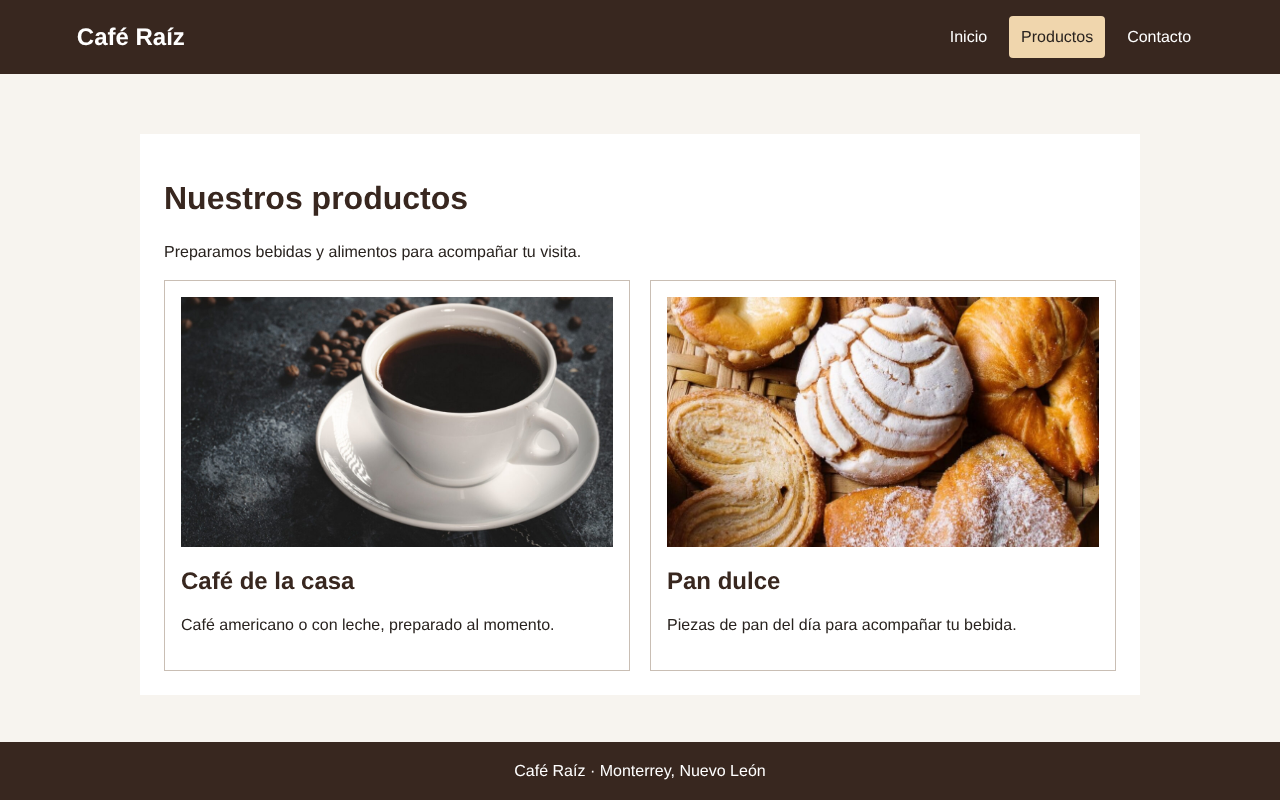 Café Raíz
Inicio Productos Contacto
Nuestros productos
Preparamos bebidas y alimentos para acompañar tu visita.
Café de la casa
Café americano o con leche, preparado al momento.
Pan dulce
Piezas de pan del día para acompañar tu bebida.
Café Raíz · Monterrey, Nuevo León